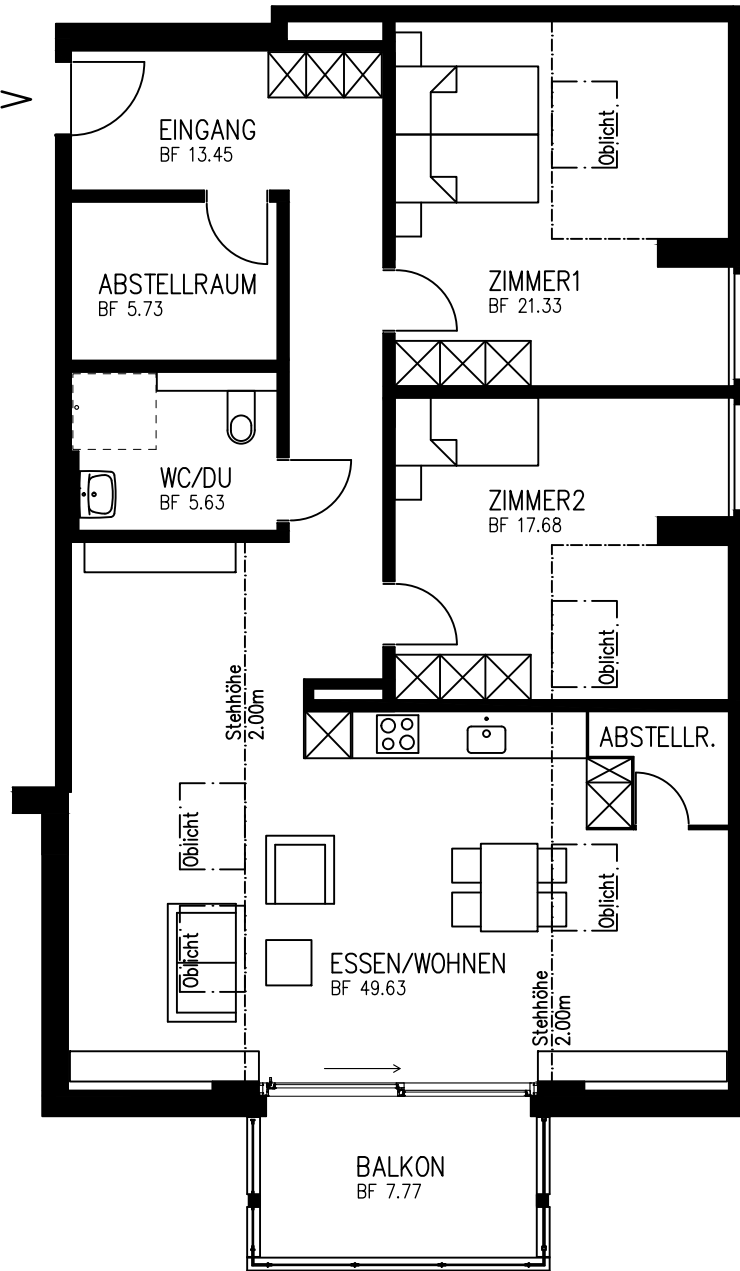 Oblicht
V
EINGANG
BF 13.45
ABSTELLRAUM
BF 5.73
ZIMMER1
BF 21.33
WC/DU
BF 5.63
ZIMMER2
BF 17.68
Oblicht
Stehhöhe
2.00m
ABSTELLR.
Oblicht
Oblicht
Oblicht
ESSEN/WOHNEN
BF 49.63
Stehhöhe
2.00m
BALKON
BF 7.77